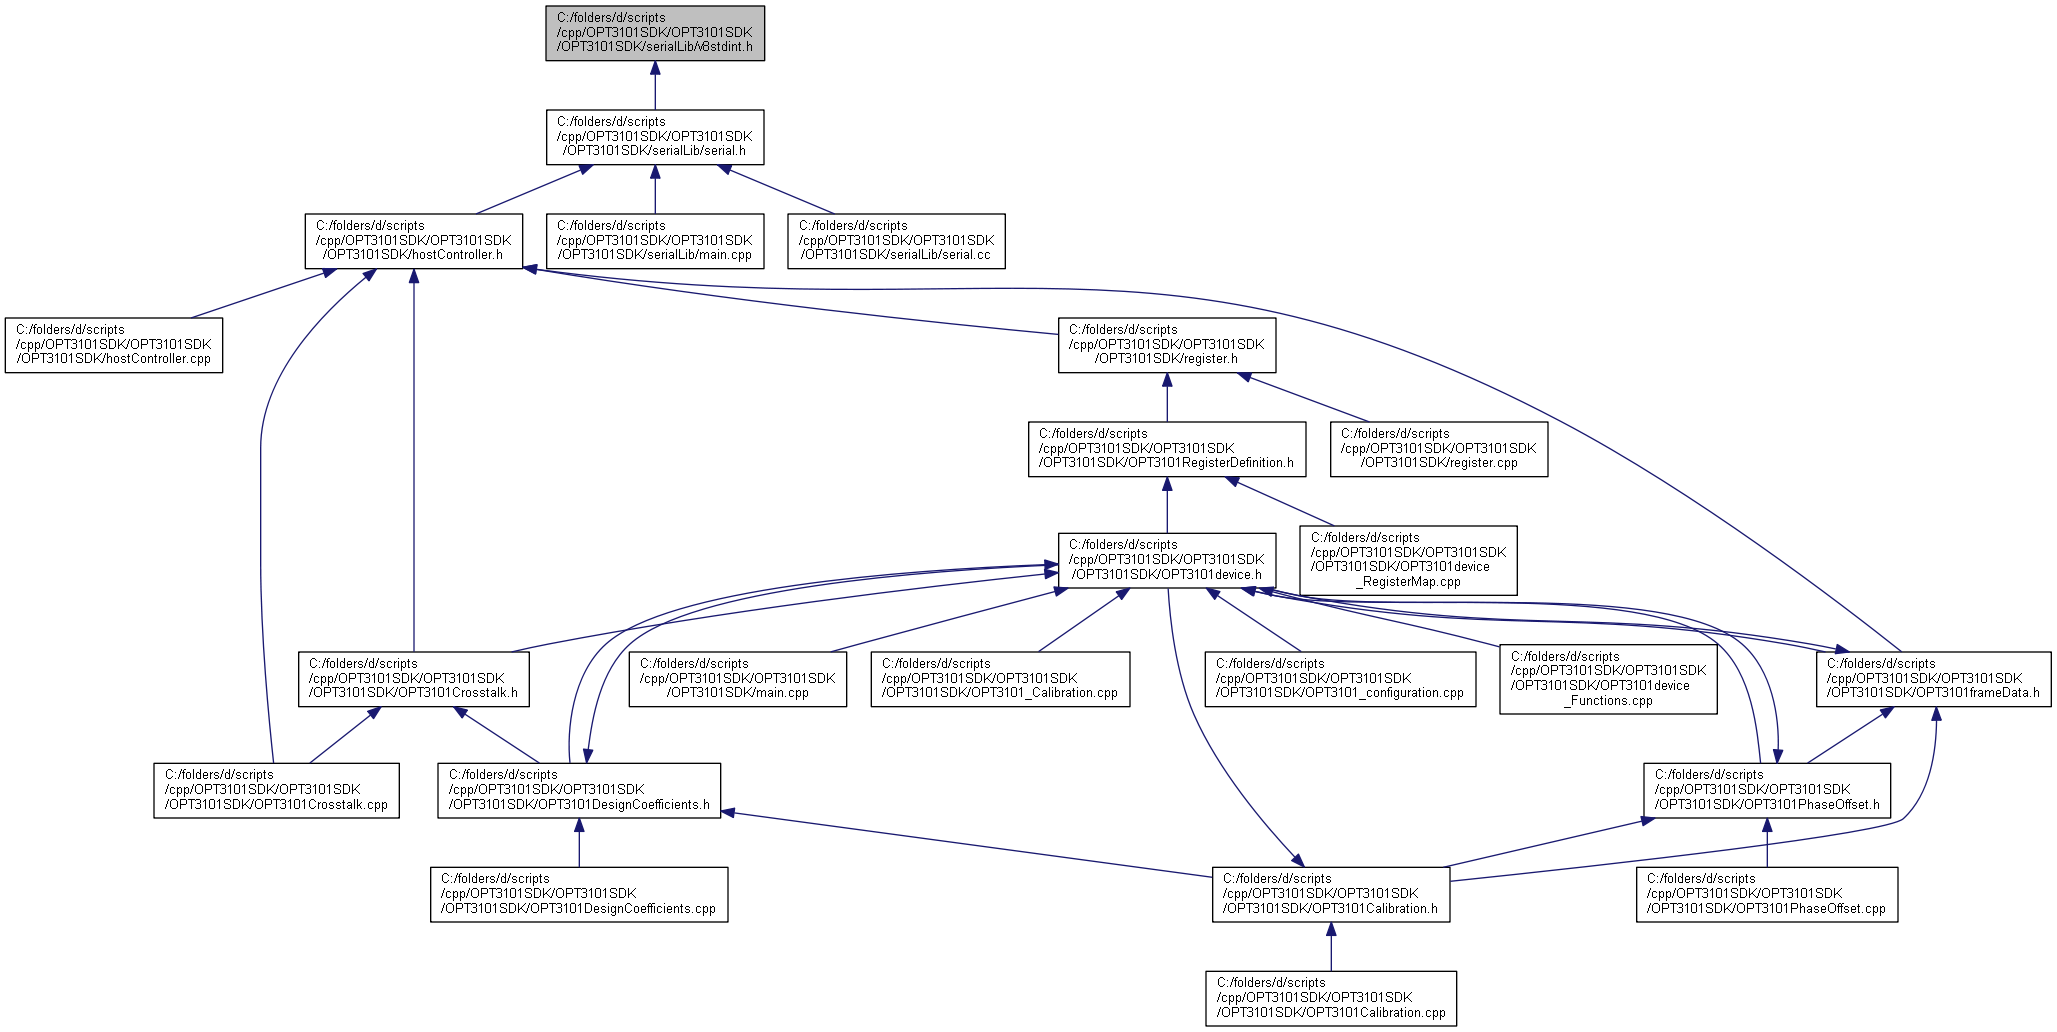 C:/folders/d/scripts
/cpp/OPT3101SDK/OPT3101SDK
/OPT3101SDK/serialLib/v8stdint.h
C:/folders/d/scripts
/cpp/OPT3101SDK/OPT3101SDK
/OPT3101SDK/serialLib/serial.h
C:/folders/d/scripts
/cpp/OPT3101SDK/OPT3101SDK
/OPT3101SDK/hostController.h
C:/folders/d/scripts
/cpp/OPT3101SDK/OPT3101SDK
/OPT3101SDK/serialLib/main.cpp
C:/folders/d/scripts
/cpp/OPT3101SDK/OPT3101SDK
/OPT3101SDK/serialLib/serial.cc
C:/folders/d/scripts
/cpp/OPT3101SDK/OPT3101SDK
/OPT3101SDK/hostController.cpp
C:/folders/d/scripts
/cpp/OPT3101SDK/OPT3101SDK
/OPT3101SDK/register.h
C:/folders/d/scripts
/cpp/OPT3101SDK/OPT3101SDK
/OPT3101SDK/OPT3101RegisterDefinition.h
C:/folders/d/scripts
/cpp/OPT3101SDK/OPT3101SDK
/OPT3101SDK/register.cpp
C:/folders/d/scripts
/cpp/OPT3101SDK/OPT3101SDK
/OPT3101SDK/OPT3101device.h
C:/folders/d/scripts
/cpp/OPT3101SDK/OPT3101SDK
/OPT3101SDK/OPT3101device
_RegisterMap.cpp
C:/folders/d/scripts
/cpp/OPT3101SDK/OPT3101SDK
/OPT3101SDK/OPT3101Crosstalk.h
C:/folders/d/scripts
/cpp/OPT3101SDK/OPT3101SDK
/OPT3101SDK/main.cpp
C:/folders/d/scripts
/cpp/OPT3101SDK/OPT3101SDK
/OPT3101SDK/OPT3101_Calibration.cpp
C:/folders/d/scripts
/cpp/OPT3101SDK/OPT3101SDK
/OPT3101SDK/OPT3101_configuration.cpp
C:/folders/d/scripts
/cpp/OPT3101SDK/OPT3101SDK
/OPT3101SDK/OPT3101device
_Functions.cpp
C:/folders/d/scripts
/cpp/OPT3101SDK/OPT3101SDK
/OPT3101SDK/OPT3101frameData.h
C:/folders/d/scripts
/cpp/OPT3101SDK/OPT3101SDK
/OPT3101SDK/OPT3101Crosstalk.cpp
C:/folders/d/scripts
/cpp/OPT3101SDK/OPT3101SDK
/OPT3101SDK/OPT3101DesignCoefficients.h
C:/folders/d/scripts
/cpp/OPT3101SDK/OPT3101SDK
/OPT3101SDK/OPT3101PhaseOffset.h
C:/folders/d/scripts
/cpp/OPT3101SDK/OPT3101SDK
/OPT3101SDK/OPT3101DesignCoefficients.cpp
C:/folders/d/scripts
/cpp/OPT3101SDK/OPT3101SDK
/OPT3101SDK/OPT3101Calibration.h
C:/folders/d/scripts
/cpp/OPT3101SDK/OPT3101SDK
/OPT3101SDK/OPT3101PhaseOffset.cpp
C:/folders/d/scripts
/cpp/OPT3101SDK/OPT3101SDK
/OPT3101SDK/OPT3101Calibration.cpp